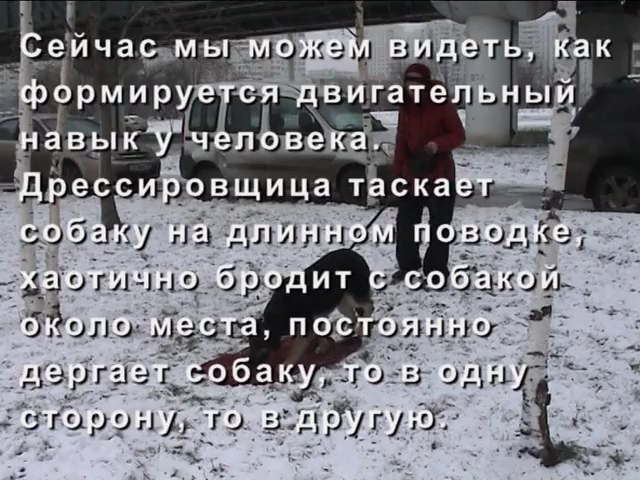 Сейчас мы можем видеть, как
формируется двигательный
навык у человека.
Дрессировщица таскает
собаку на длинном поводке,
хаотично бродит с собакой
около места, постоянно
дергает собаку, то в одну
сторону, то в другую.